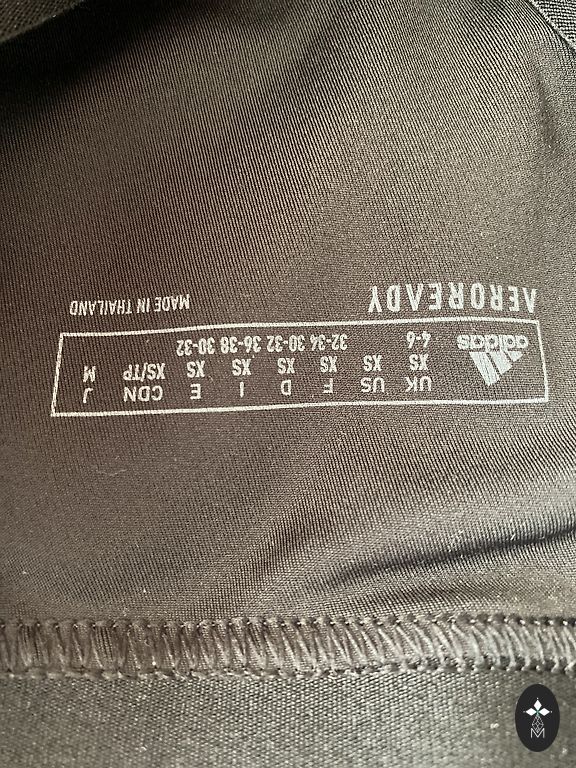 UK US F D I E CDN J
XS XS XS XS XS XS XS/TP M
adidas 4-6 32-34 30-32 36-38 30-32
AEROREADY MADE IN THAILAND
M